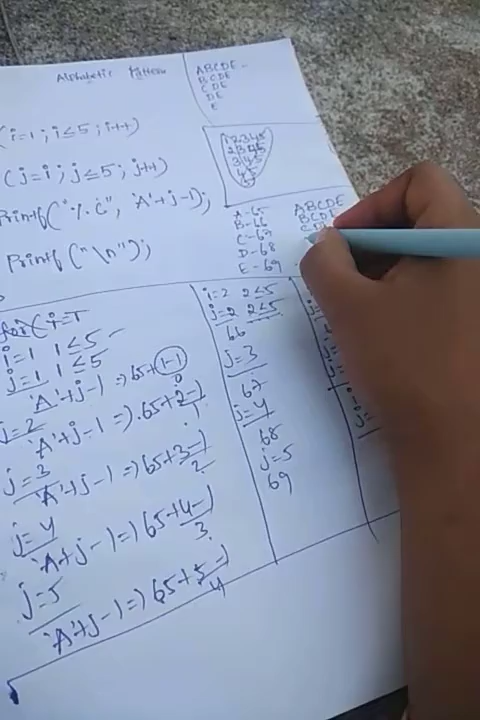 Alphabetic Pattern
ABCDE
BCDE
CDE
DE
E
(i=1; i≤5; i++)
(j=i; j≤5; j++)
Printf("%c", 'A'+j-1);
Printf("\n");
12345
2345
345
45
5
A-65
B-66
C-67
D-68
E-69
ABCDE
BCDE
for(i=1
i=1 1≤5
j=1 1≤5
'A'+j-1 => 65+1-1
j=2
'A'+j-1 => 65+2-1
1
j=3
'A'+j-1 => 65+3-1
2
j=4
'A'+j-1 => 65+4-1
3
j=5
'A'+j-1 => 65+5-1
4
i=2 2≤5
j=2 2≤5
66
j=3
67
j=4
68
j=5
69